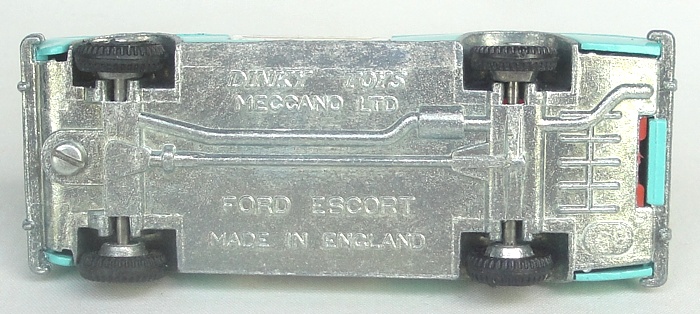 DINKY TOYS
MECCANO LTD
FORD ESCORT
MADE IN ENGLAND